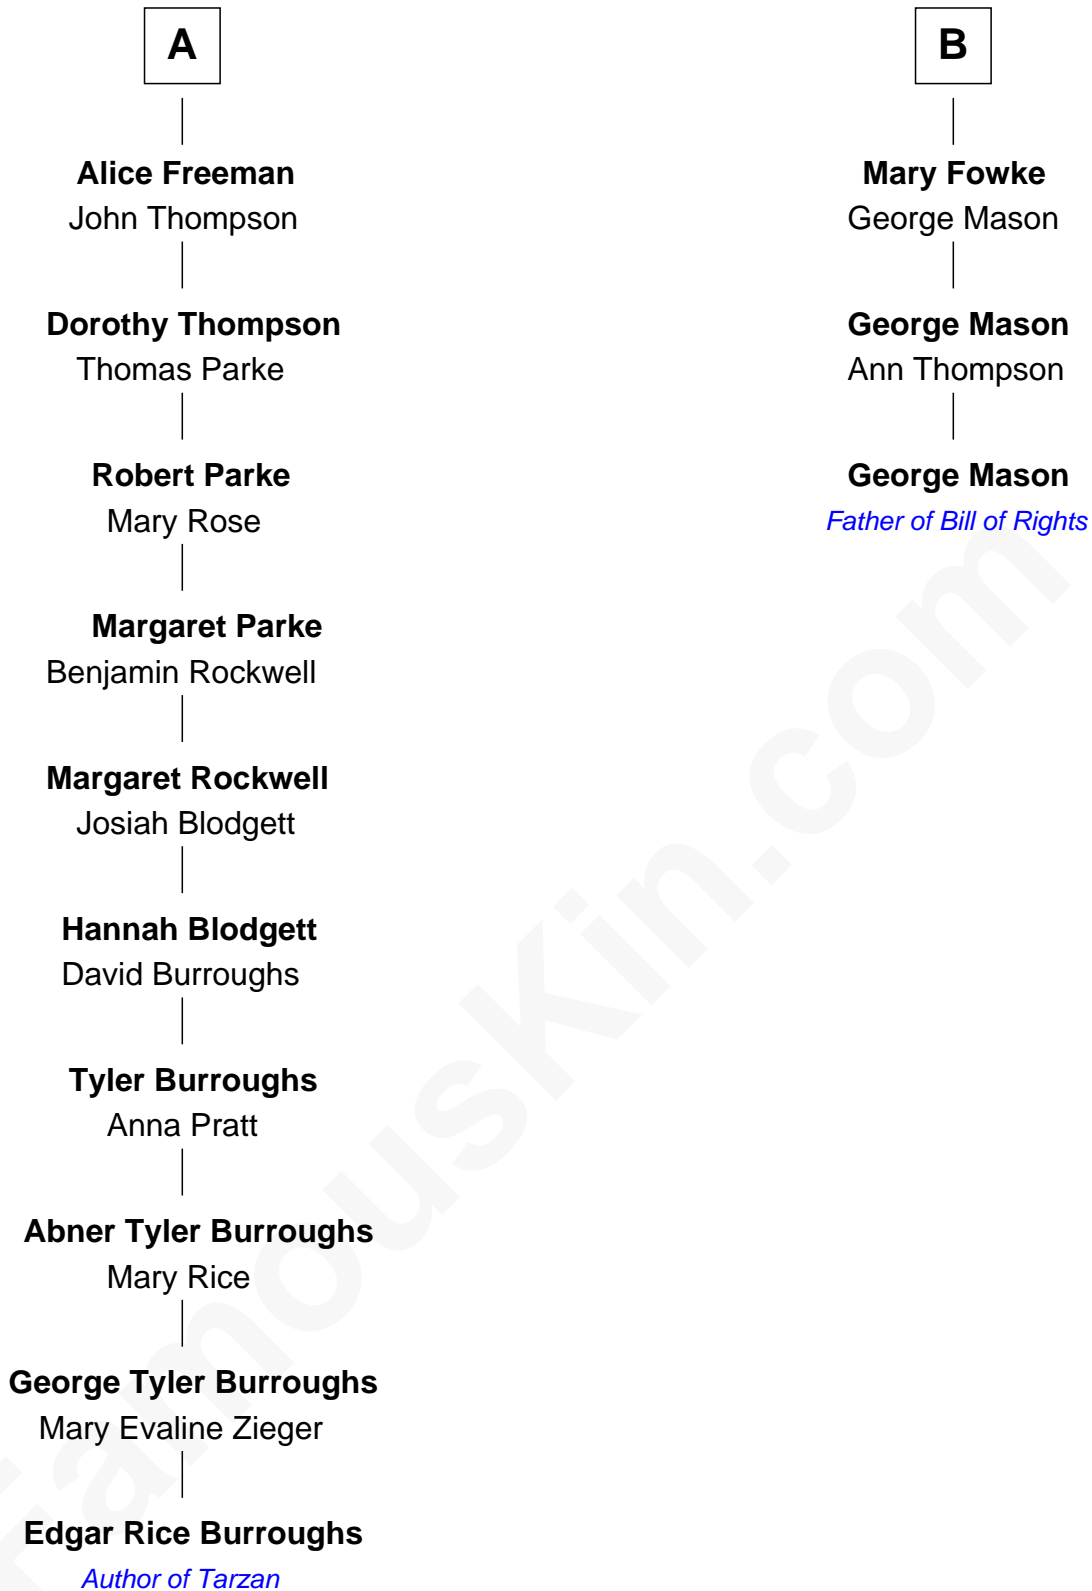 A
Alice Freeman
John Thompson
Dorothy Thompson
Thomas Parke
Robert Parke
Mary Rose
Margaret Parke
Benjamin Rockwell
Margaret Rockwell
Josiah Blodgett
Hannah Blodgett
David Burroughs
Tyler Burroughs
Anna Pratt
Abner Tyler Burroughs
Mary Rice
George Tyler Burroughs
Mary Evaline Zieger
Edgar Rice Burroughs
Author of Tarzan
B
Mary Fowke
George Mason
George Mason
Ann Thompson
George Mason
Father of Bill of Rights
FamousKin.com